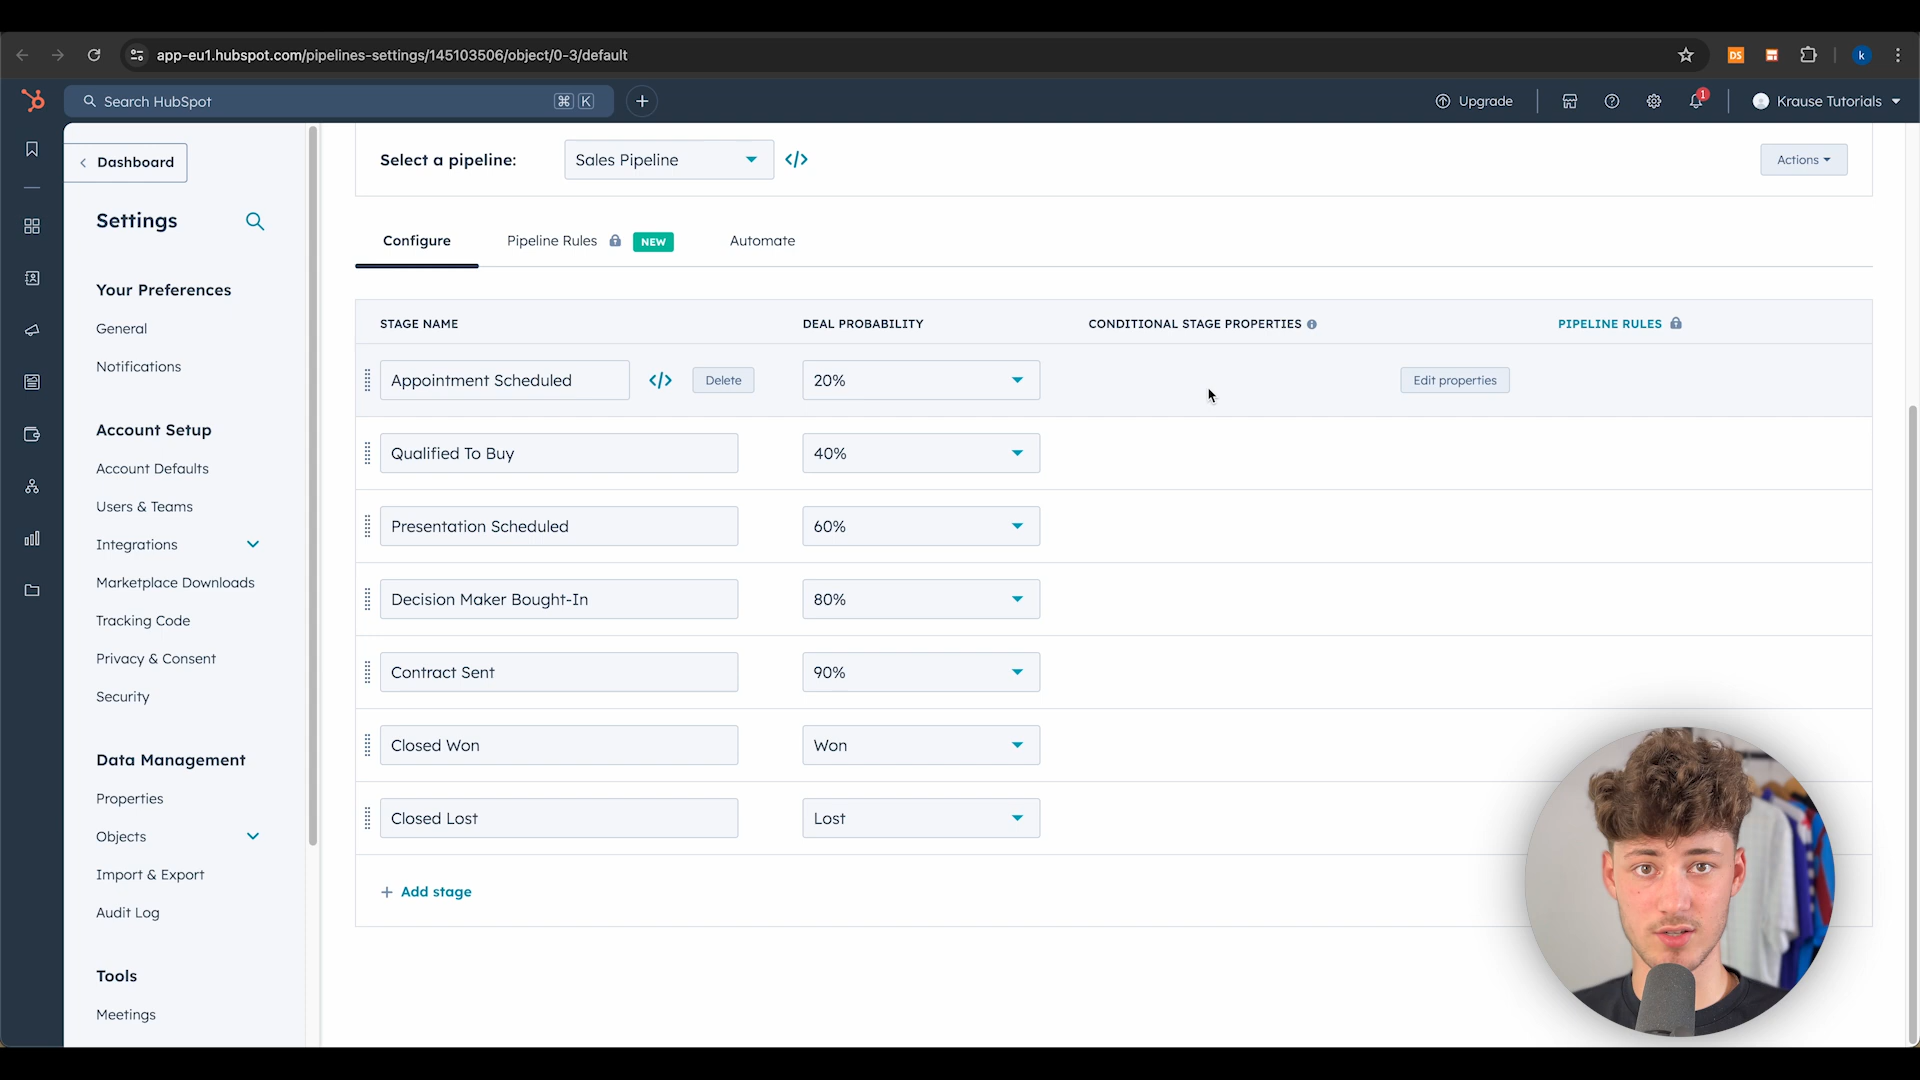 app-eu1.hubspot.com/pipelines-settings/145103506/object/0-3/default
DS
k
Search HubSpot
⌘ K
Upgrade
1
Krause Tutorials
Dashboard
Select a pipeline:
Sales Pipeline
Actions
Settings
Configure
Pipeline Rules
NEW
Automate
Your Preferences
General
Notifications
STAGE NAME
DEAL PROBABILITY
CONDITIONAL STAGE PROPERTIES
PIPELINE RULES
Appointment Scheduled
Delete
20%
Edit properties
Account Setup
Account Defaults
Users & Teams
Integrations
Marketplace Downloads
Tracking Code
Privacy & Consent
Security
Qualified To Buy
40%
Presentation Scheduled
60%
Decision Maker Bought-In
80%
Contract Sent
90%
Closed Won
Won
Closed Lost
Lost
+ Add stage
Data Management
Properties
Objects
Import & Export
Audit Log
Tools
Meetings